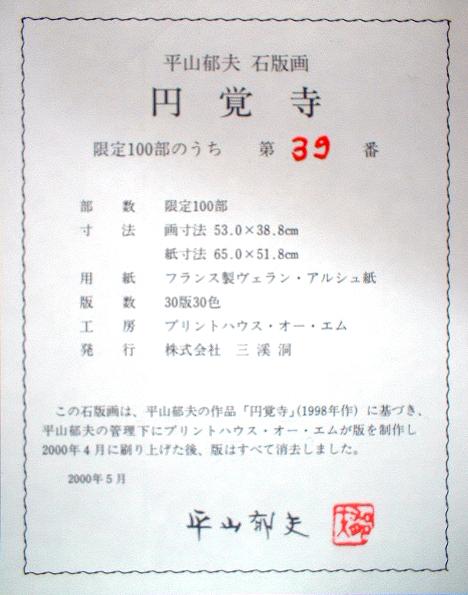 平山郁夫 石版画
円 覚 寺
限定100部のうち 第 39 番
部 数 限定100部
寸 法 画寸法 53.0×38.8㎝
紙寸法 65.0×51.8㎝
用 紙 フランス製ヴェラン・アルシュ紙
版 数 30版30色
工 房 プリントハウス・オー・エム
発 行 株式会社 三 溪 洞
この石版画は、平山郁夫の作品「円覚寺」(1998年作) に基づき、
平山郁夫の管理下にプリントハウス・オー・エムが版を制作し
2000年4月に刷り上げた後、版はすべて消去しました。
2000年5月
平山郁夫